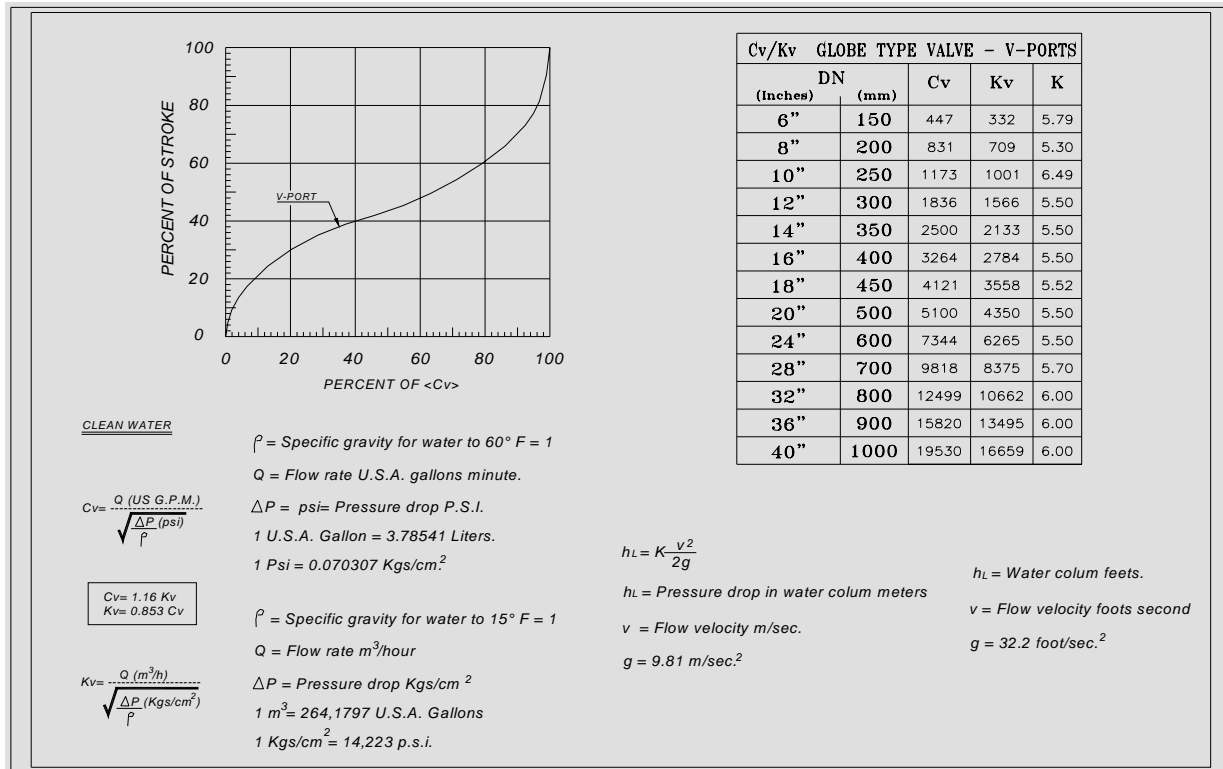 100
80
60
40
20
0
PERCENT OF STROKE
V-PORT
0 20 40 60 80 100
PERCENT OF <Cv>
Cv/Kv GLOBE TYPE VALVE - V-PORTS
DN Cv Kv K
(Inches) (mm)
6" 150 447 332 5.79
8" 200 831 709 5.30
10" 250 1173 1001 6.49
12" 300 1836 1566 5.50
14" 350 2500 2133 5.50
16" 400 3264 2784 5.50
18" 450 4121 3558 5.52
20" 500 5100 4350 5.50
24" 600 7344 6265 5.50
28" 700 9818 8375 5.70
32" 800 12499 10662 6.00
36" 900 15820 13495 6.00
40" 1000 19530 16659 6.00
CLEAN WATER
ρ = Specific gravity for water to 60° F = 1
Q = Flow rate U.S.A. gallons minute.
Cv= Q (US G.P.M.) / √ΔP (psi) / ρ
ΔP = psi= Pressure drop P.S.I.
1 U.S.A. Gallon = 3.78541 Liters.
1 Psi = 0.070307 Kgs/cm.²
Cv= 1.16 Kv
Kv= 0.853 Cv
ρ = Specific gravity for water to 15° F = 1
Q = Flow rate m³/hour
Kv= Q (m³/h) / √ΔP (Kgs/cm²) / ρ
ΔP = Pressure drop Kgs/cm ²
1 m³= 264,1797 U.S.A. Gallons
1 Kgs/cm²= 14,223 p.s.i.
hL = K v² / 2g
hL = Pressure drop in water colum meters
v = Flow velocity m/sec.
g = 9.81 m/sec.²
hL = Water colum feets.
v = Flow velocity foots second
g = 32.2 foot/sec.²